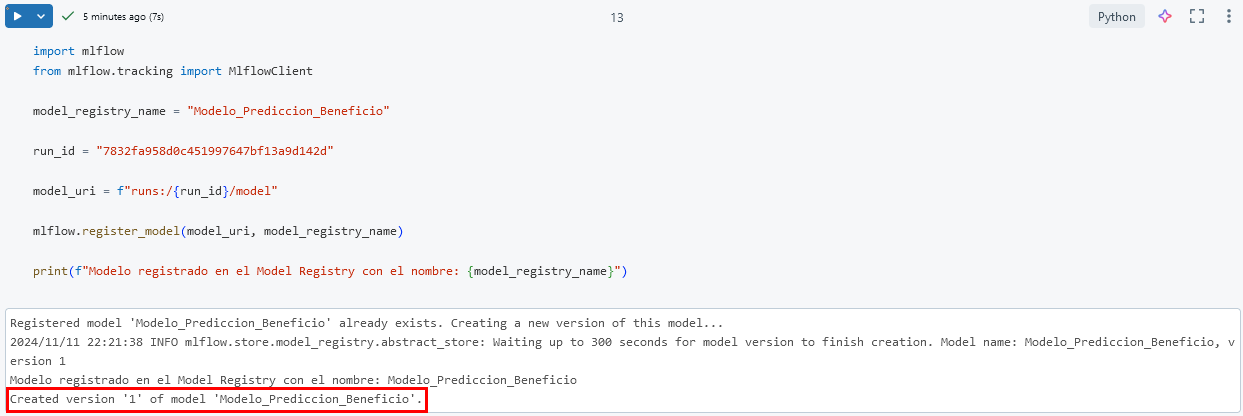 5 minutes ago (7s)
13
Python
import mlflow
from mlflow.tracking import MlflowClient
model_registry_name = "Modelo_Prediccion_Beneficio"
run_id = "7832fa958d0c451997647bf13a9d142d"
model_uri = f"runs:/{run_id}/model"
mlflow.register_model(model_uri, model_registry_name)
print(f"Modelo registrado en el Model Registry con el nombre: {model_registry_name}")
Registered model 'Modelo_Prediccion_Beneficio' already exists. Creating a new version of this model...
2024/11/11 22:21:38 INFO mlflow.store.model_registry.abstract_store: Waiting up to 300 seconds for model version to finish creation. Model name: Modelo_Prediccion_Beneficio, v
ersion 1
Modelo registrado en el Model Registry con el nombre: Modelo_Prediccion_Beneficio
Created version '1' of model 'Modelo_Prediccion_Beneficio'.